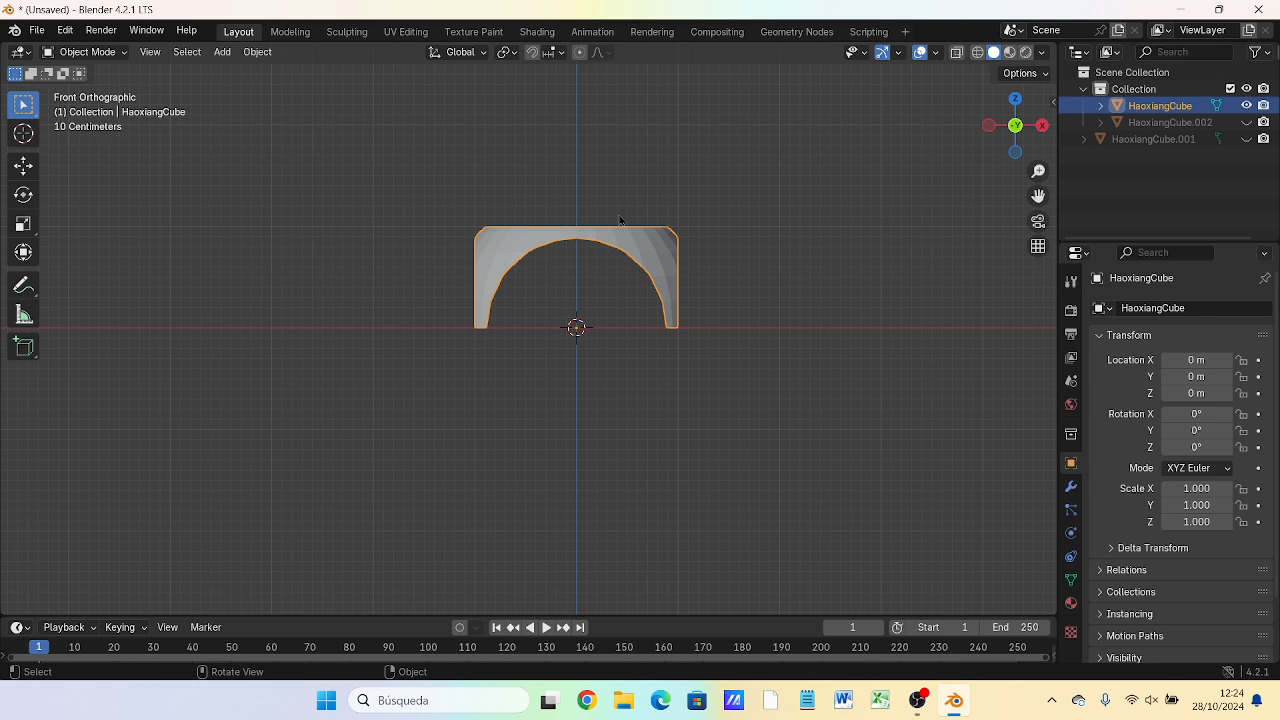 * (Unsaved) - Blender 4.2.1 LTS
File Edit Render Window Help Layout Modeling Sculpting UV Editing Texture Paint Shading Animation Rendering Compositing Geometry Nodes Scripting + Scene ViewLayer
Object Mode View Select Add Object Global Search
Options
Front Orthographic
(1) Collection | HaoxiangCube
10 Centimeters
Z
-Y X
Scene Collection
Collection
HaoxiangCube
HaoxiangCube.002
HaoxiangCube.001
Search
HaoxiangCube
HaoxiangCube
Transform
Location X 0 m
Y 0 m
Z 0 m
Rotation X 0°
Y 0°
Z 0°
Mode XYZ Euler
Scale X 1.000
Y 1.000
Z 1.000
Delta Transform
Relations
Collections
Instancing
Motion Paths
Visibility
Playback Keying View Marker 1 Start 1 End 250
1 10 20 30 40 50 60 70 80 90 100 110 120 130 140 150 160 170 180 190 200 210 220 230 240 250
Select Rotate View Object 4.2.1
Búsqueda
12:24
28/10/2024